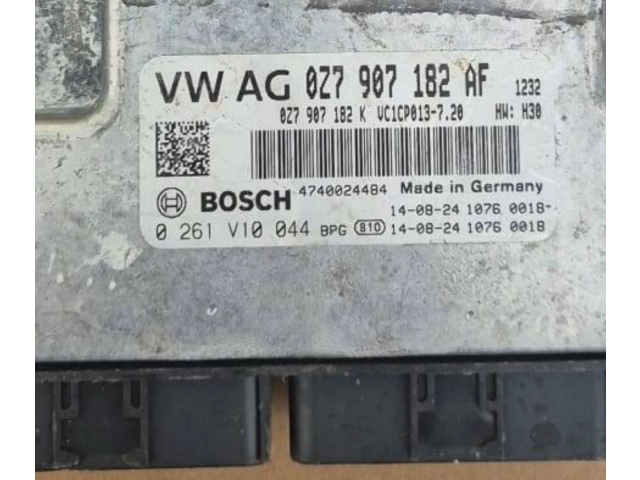 VW AG 0Z7 907 182 AF 1232
0Z7 907 182 K VC1CP013-7.20 HW: H30
BOSCH 4740024484 Made in Germany
14-08-24 1076 0018-
0 261 V10 044 BPG 810 14-08-24 1076 0018